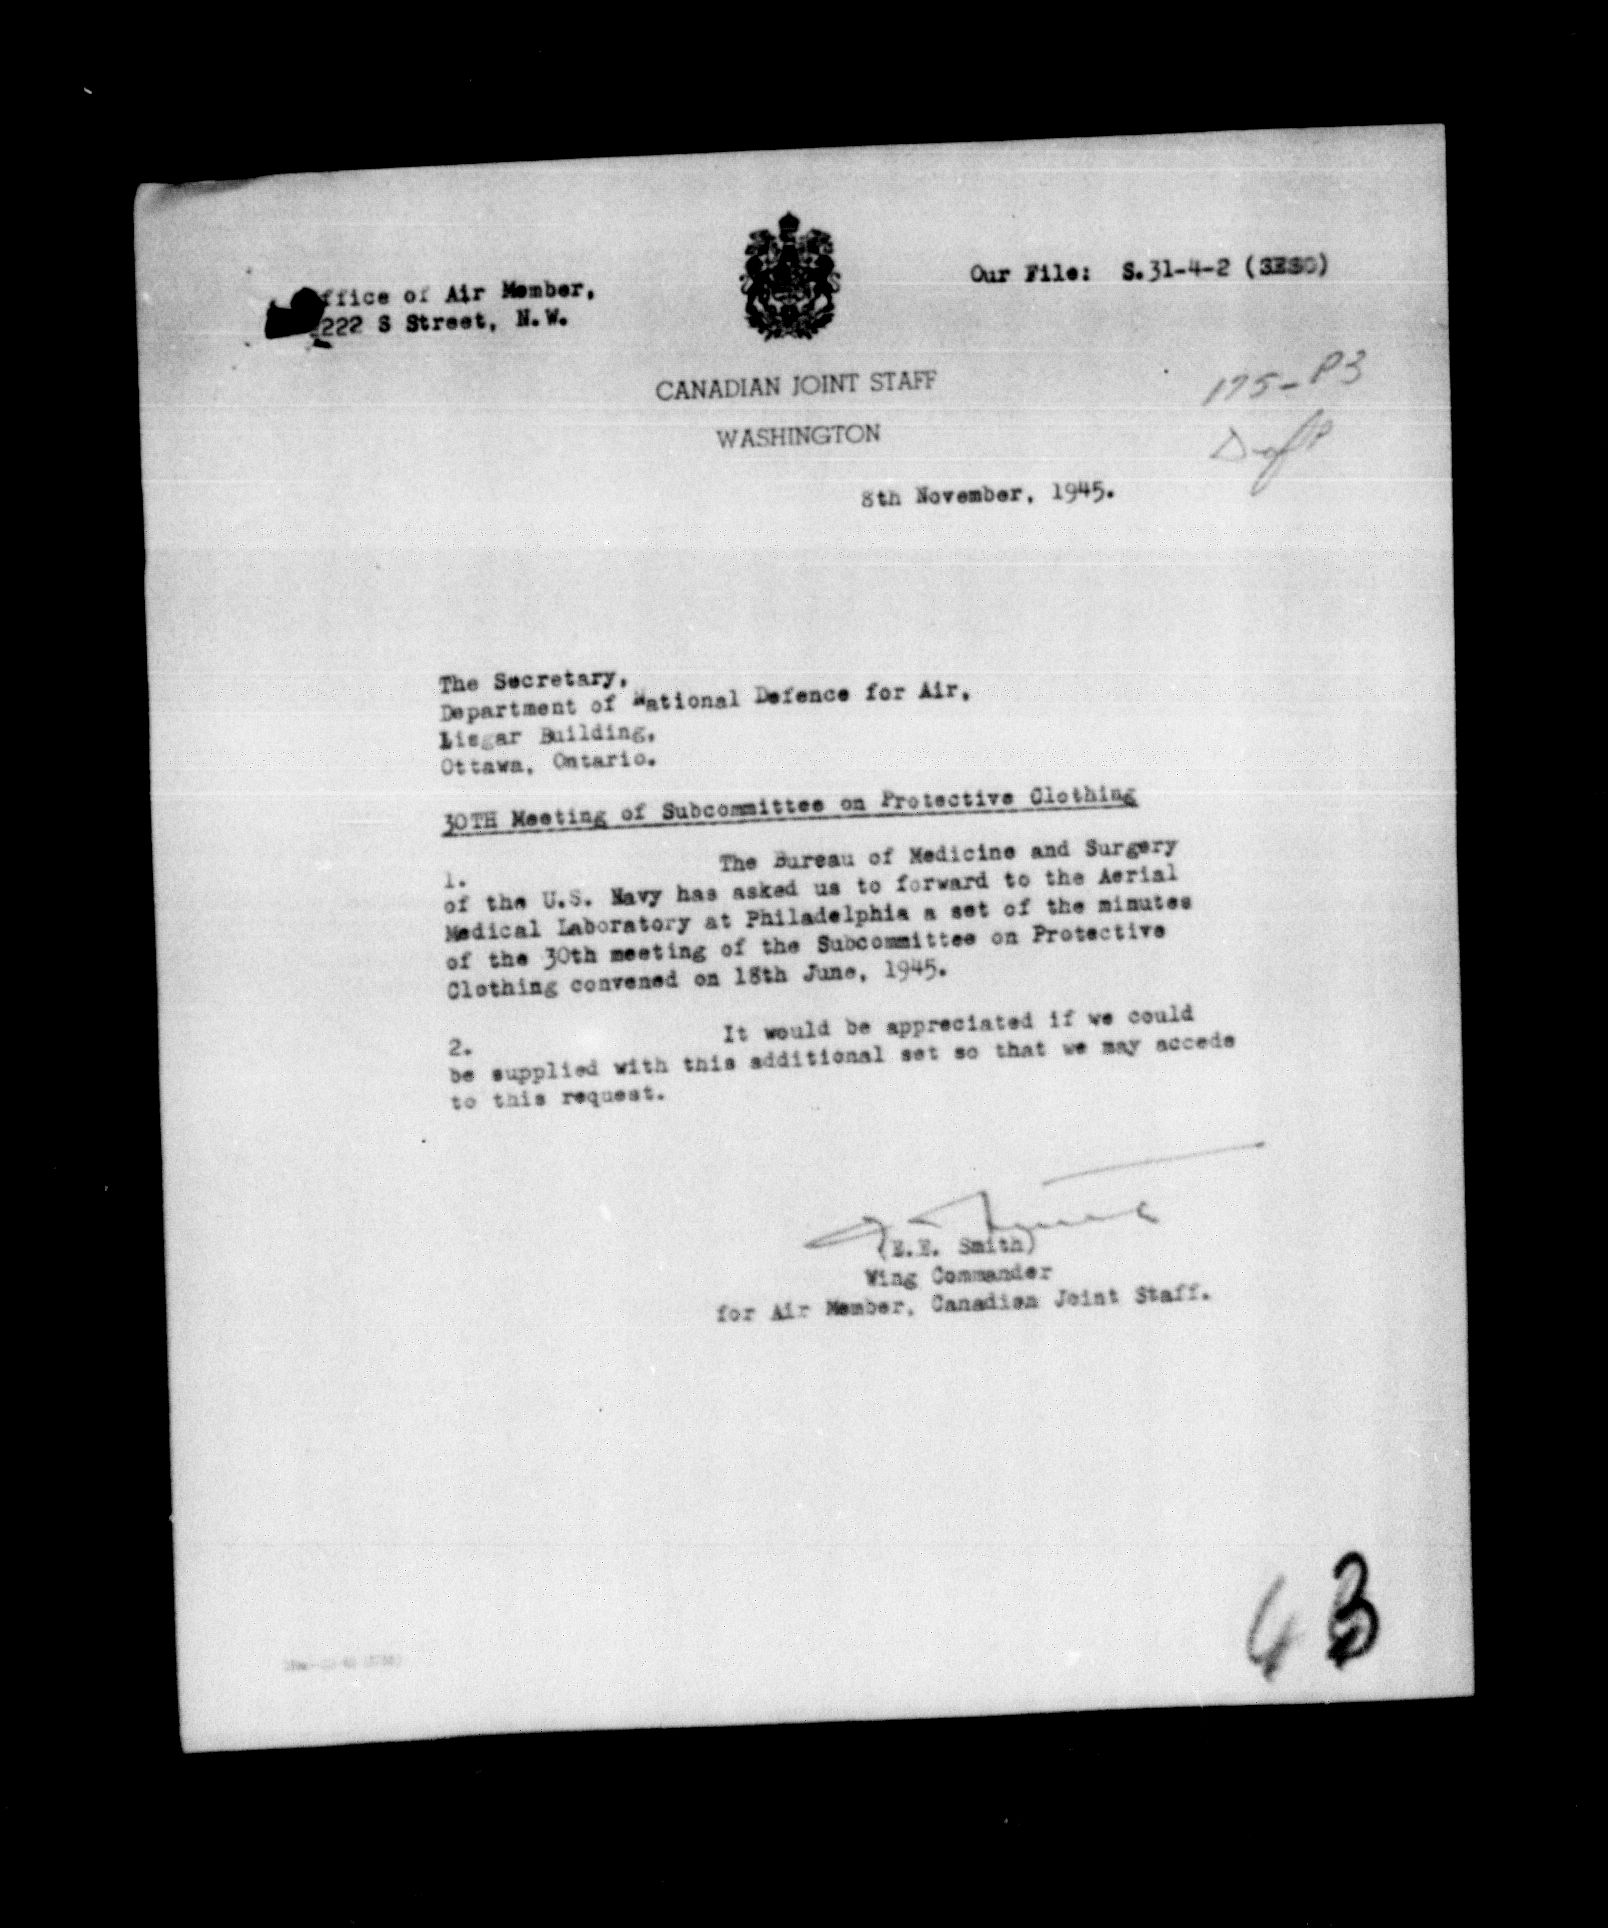 ffice of Air Member,
222 S Street, N.W.
Our File: S.31-4-2 (SESO)
CANADIAN JOINT STAFF
WASHINGTON
175-P3
8th November, 1945.
The Secretary,
Department of National Defence for Air,
Lisgar Building,
Ottawa, Ontario.
30TH Meeting of Subcommittee on Protective Clothing
1. The Bureau of Medicine and Surgery
of the U.S. Navy has asked us to forward to the Aerial
Medical Laboratory at Philadelphia a set of the minutes
of the 30th meeting of the Subcommittee on Protective
Clothing convened on 18th June, 1945.
2. It would be appreciated if we could
be supplied with this additional set so that we may accede
to this request.
(E.E. Smith)
Wing Commander
for Air Member, Canadian Joint Staff.